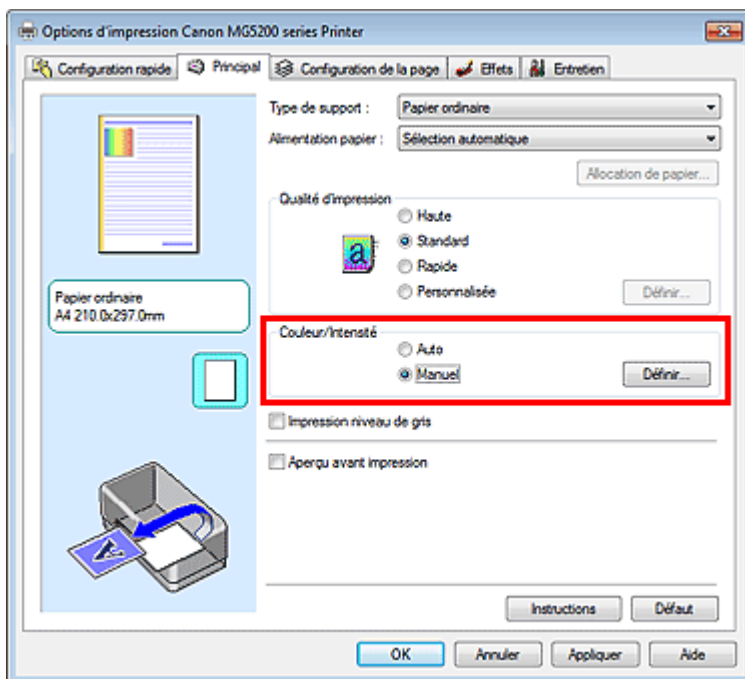 Options d'impression Canon MG5200 series Printer
Configuration rapide Principal Configuration de la page Effets Entretien
Type de support : Papier ordinaire
Alimentation papier : Sélection automatique
Allocation de papier...
Qualité d'impression
Haute
a Standard
Rapide
Personnalisée Définir...
Papier ordinaire
A4 210.0x297.0mm
Couleur/Intensité
Auto
Manuel Définir...
Impression niveau de gris
Aperçu avant impression
A
Instructions Défaut
OK Annuler Appliquer Aide